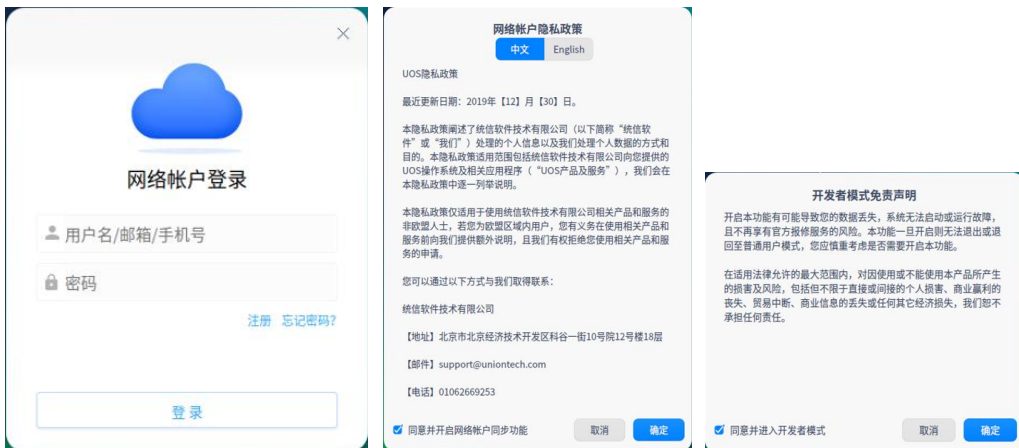 网络帐户登录
用户名/邮箱/手机号
密码
注册 忘记密码?
登录
网络帐户隐私政策
中文 English
UOS隐私政策
最近更新日期：2019年【12】月【30】日。
本隐私政策阐述了统信软件技术有限公司（以下简称“统信软
件”或“我们”）处理的个人信息以及我们处理个人数据的方式和
目的。本隐私政策适用范围包括统信软件技术有限公司向您提供的
UOS操作系统及相关应用程序（“UOS产品及服务”），我们会在
本隐私政策中逐一列举说明。
本隐私政策仅适用于使用统信软件技术有限公司相关产品和服务的
非欧盟人士，若您为欧盟区域内用户，您有义务在使用相关产品和
服务前向我们提供额外说明，且我们有权拒绝您使用相关产品和服
务的申请。
您可以通过以下方式与我们取得联系：
统信软件技术有限公司
【地址】北京市北京经济技术开发区科谷一街10号院12号楼18层
【邮件】support@uniontech.com
【电话】01062669253
同意并开启网络帐户同步功能 取消 确定
开发者模式免责声明
开启本功能有可能导致您的数据丢失，系统无法启动或运行故障，
且不再享有官方报修服务的风险。本功能一旦开启则无法退出或退
回至普通用户模式，您应慎重考虑是否需要开启本功能。
在适用法律允许的最大范围内，对因使用或不能使用本产品所产生
的损害及风险，包括但不限于直接或间接的个人损害、商业赢利的
丧失、贸易中断、商业信息的丢失或任何其它经济损失，我们恕不
承担任何责任。
同意并进入开发者模式 取消 确定